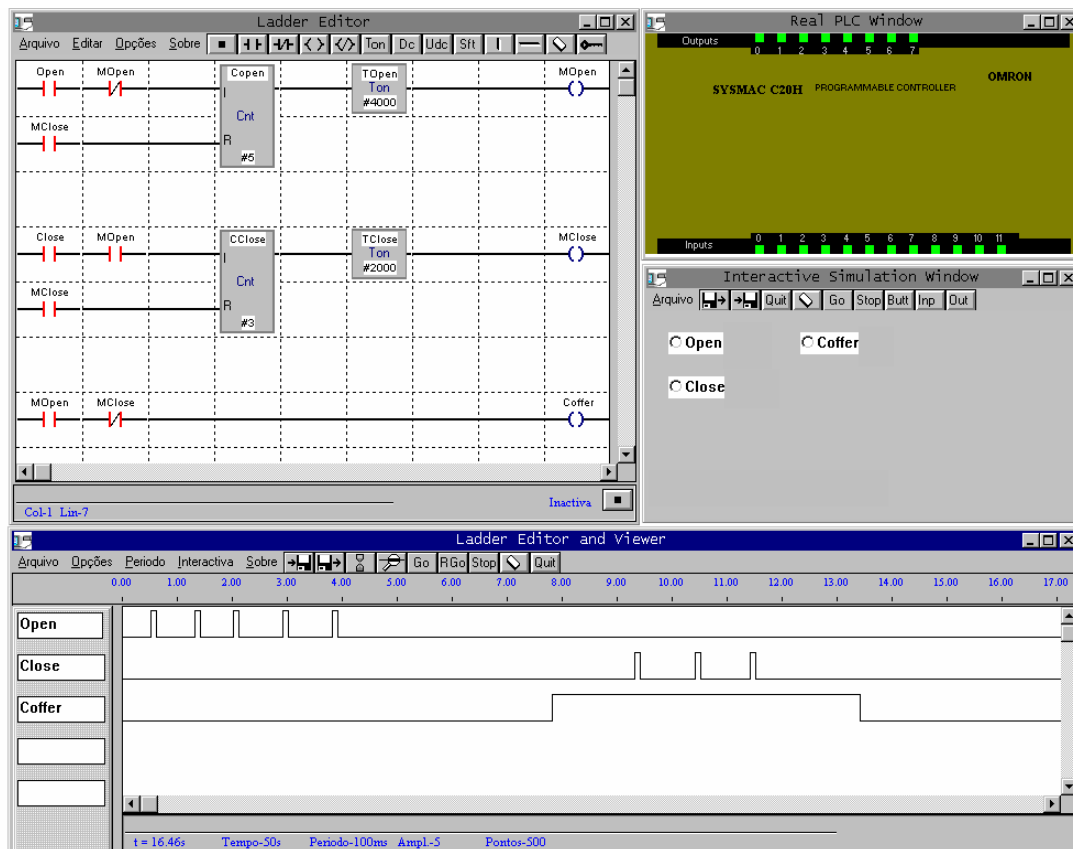 Ladder Editor
Arquivo Editar Opções Sobre Ton Dc Udc Sft
Open MOpen Copen TOpen MOpen
I Ton
Cnt #4000
MClose R
#5
Close MOpen CClose TClose MClose
I Ton
Cnt #2000
MClose R
#3
MOpen MClose Coffer
Col-1 Lin-7 Inactiva
Real PLC Window
Outputs 0 1 2 3 4 5 6 7
OMRON
SYSMAC C20H PROGRAMMABLE CONTROLLER
Inputs 0 1 2 3 4 5 6 7 8 9 10 11
Interactive Simulation Window
Arquivo Quit Go Stop Butt Inp Out
Open Coffer
Close
Ladder Editor and Viewer
Arquivo Opções Periodo Interactiva Sobre Go RGo Stop Quit
0.00 1.00 2.00 3.00 4.00 5.00 6.00 7.00 8.00 9.00 10.00 11.00 12.00 13.00 14.00 15.00 16.00 17.00
Open
Close
Coffer
t = 16.46s Tempo-50s Periodo-100ms Ampl.-5 Pontos-500